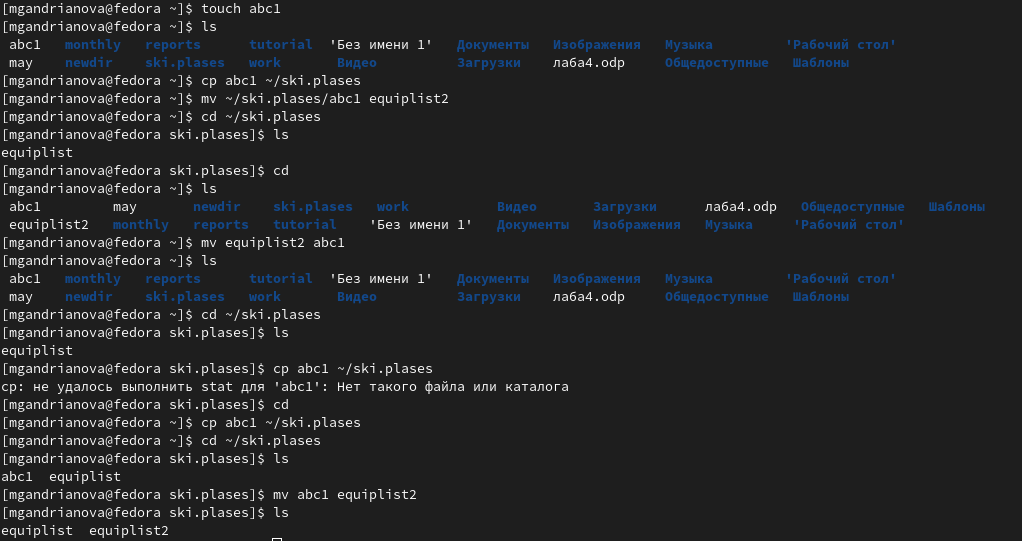 [mgandrianova@fedora ~]$ touch abc1
[mgandrianova@fedora ~]$ ls
abc1 monthly reports tutorial 'Без имени 1' Документы Изображения Музыка 'Рабочий стол'
may newdir ski.plases work Видео Загрузки лаба4.odp Общедоступные Шаблоны
[mgandrianova@fedora ~]$ cp abc1 ~/ski.plases
[mgandrianova@fedora ~]$ mv ~/ski.plases/abc1 equiplist2
[mgandrianova@fedora ~]$ cd ~/ski.plases
[mgandrianova@fedora ski.plases]$ ls
equiplist
[mgandrianova@fedora ski.plases]$ cd
[mgandrianova@fedora ~]$ ls
abc1 may newdir ski.plases work Видео Загрузки лаба4.odp Общедоступные Шаблоны
equiplist2 monthly reports tutorial 'Без имени 1' Документы Изображения Музыка 'Рабочий стол'
[mgandrianova@fedora ~]$ mv equiplist2 abc1
[mgandrianova@fedora ~]$ ls
abc1 monthly reports tutorial 'Без имени 1' Документы Изображения Музыка 'Рабочий стол'
may newdir ski.plases work Видео Загрузки лаба4.odp Общедоступные Шаблоны
[mgandrianova@fedora ~]$ cd ~/ski.plases
[mgandrianova@fedora ski.plases]$ ls
equiplist
[mgandrianova@fedora ski.plases]$ cp abc1 ~/ski.plases
cp: не удалось выполнить stat для 'abc1': Нет такого файла или каталога
[mgandrianova@fedora ski.plases]$ cd
[mgandrianova@fedora ~]$ cp abc1 ~/ski.plases
[mgandrianova@fedora ~]$ cd ~/ski.plases
[mgandrianova@fedora ski.plases]$ ls
abc1 equiplist
[mgandrianova@fedora ski.plases]$ mv abc1 equiplist2
[mgandrianova@fedora ski.plases]$ ls
equiplist equiplist2